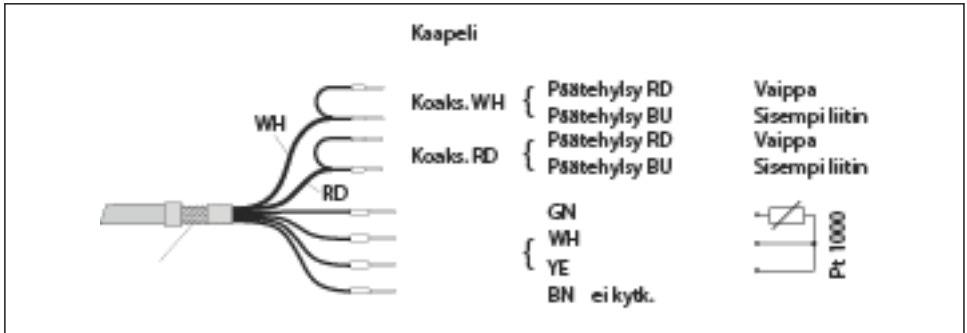 Kaapeli
Koaks. WH { Päätehylsy RD Vaippa
Päätehylsy BU Sisempi liitin
WH
Koaks. RD { Päätehylsy RD Vaippa
Päätehylsy BU Sisempi liitin
RD
GN
{ WH
YE
BN ei kytk.
Pt 1000